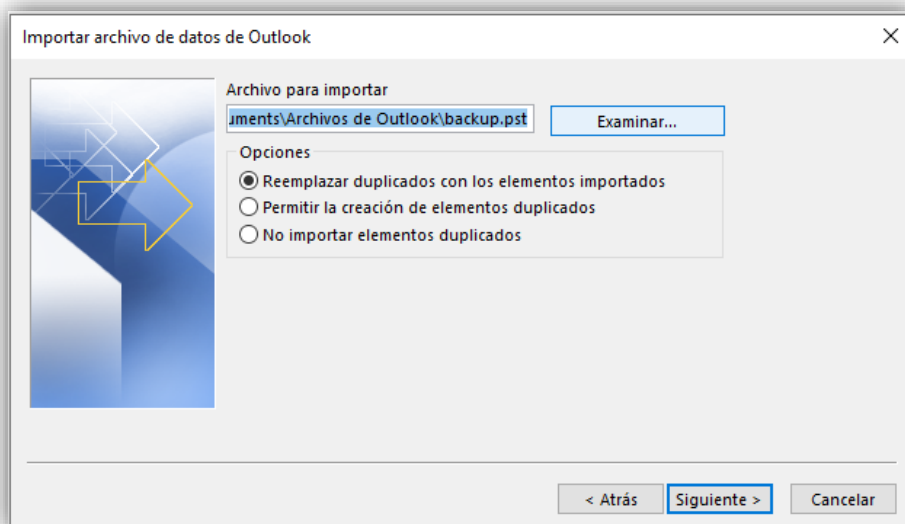 Importar archivo de datos de Outlook
Archivo para importar
uments\Archivos de Outlook\backup.pst
Examinar...
Opciones
Reemplazar duplicados con los elementos importados
Permitir la creación de elementos duplicados
No importar elementos duplicados
< Atrás
Siguiente >
Cancelar